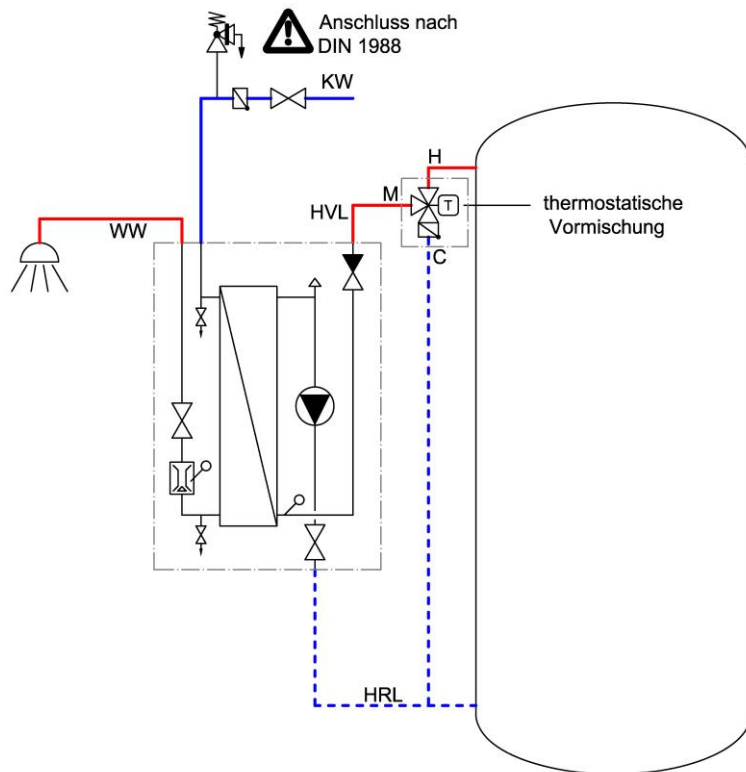 Anschluss nach
DIN 1988
KW
H
M
T
thermostatische
Vormischung
HVL
WW
C
HRL